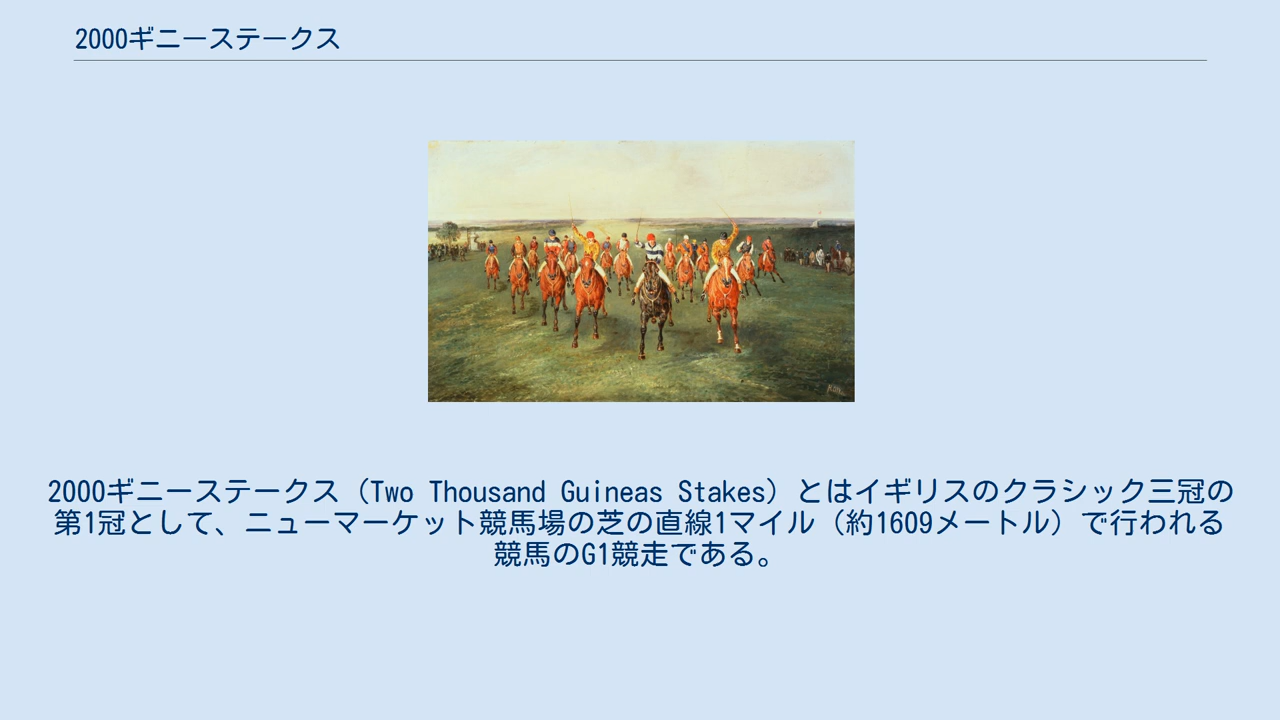 2000ギニーステークス
2000ギニーステークス（Two Thousand Guineas Stakes）とはイギリスのクラシック三冠の
第1冠として、ニューマーケット競馬場の芝の直線1マイル（約1609メートル）で行われる
競馬のG1競走である。